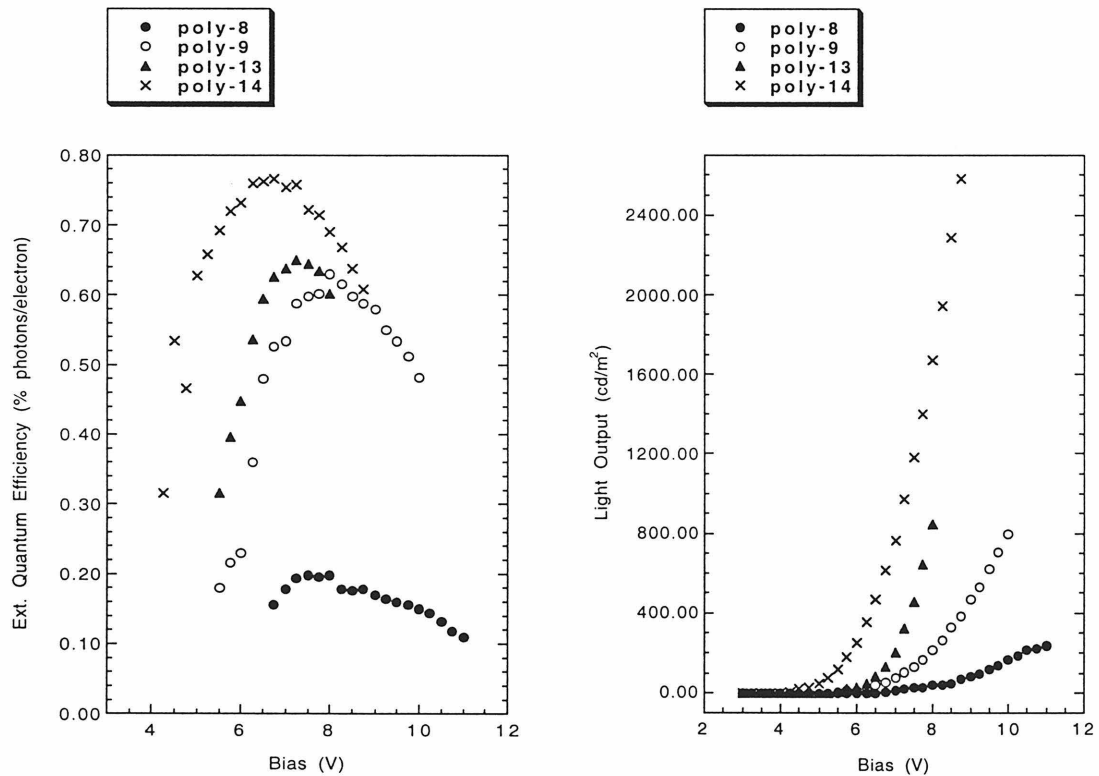 poly-8
poly-9
poly-13
poly-14
0.80
0.70
0.60
0.50
0.40
0.30
0.20
0.10
0.00
Ext. Quantum Efficiency (% photons/electron)
4 6 8 10 12
Bias (V)
poly-8
poly-9
poly-13
poly-14
2400.00
2000.00
1600.00
1200.00
800.00
400.00
0.00
Light Output (cd/m²)
2 4 6 8 10 12
Bias (V)